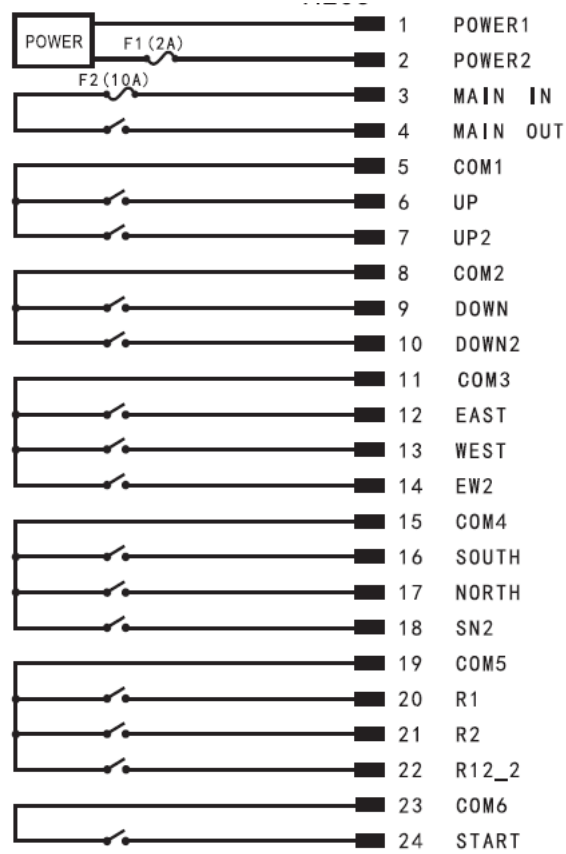 1 POWER1
POWER F1(2A) 2 POWER2
F2(10A) 3 MAIN IN
4 MAIN OUT
5 COM1
6 UP
7 UP2
8 COM2
9 DOWN
10 DOWN2
11 COM3
12 EAST
13 WEST
14 EW2
15 COM4
16 SOUTH
17 NORTH
18 SN2
19 COM5
20 R1
21 R2
22 R12_2
23 COM6
24 START